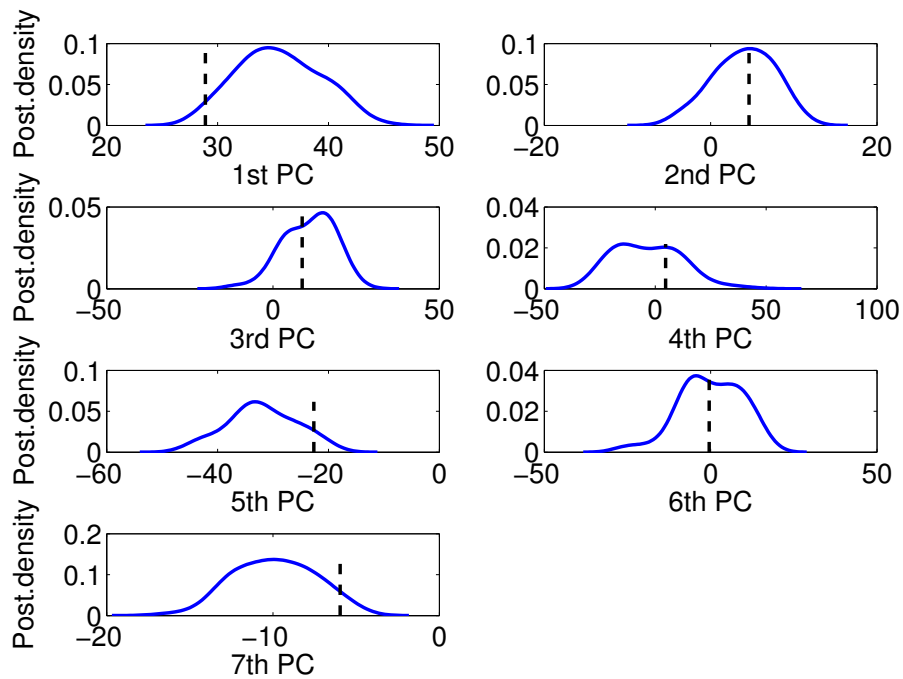 Post.density
0.1
0.05
0
20 30 40 50
1st PC
0.1
0.05
0
−20 0 20
2nd PC
Post.density
0.05
0
−50 0 50
3rd PC
0.04
0.02
0
−50 0 50 100
4th PC
Post.density
0.1
0.05
0
−60 −40 −20 0
5th PC
0.04
0.02
0
−50 0 50
6th PC
Post.density
0.2
0.1
0
−20 −10 0
7th PC